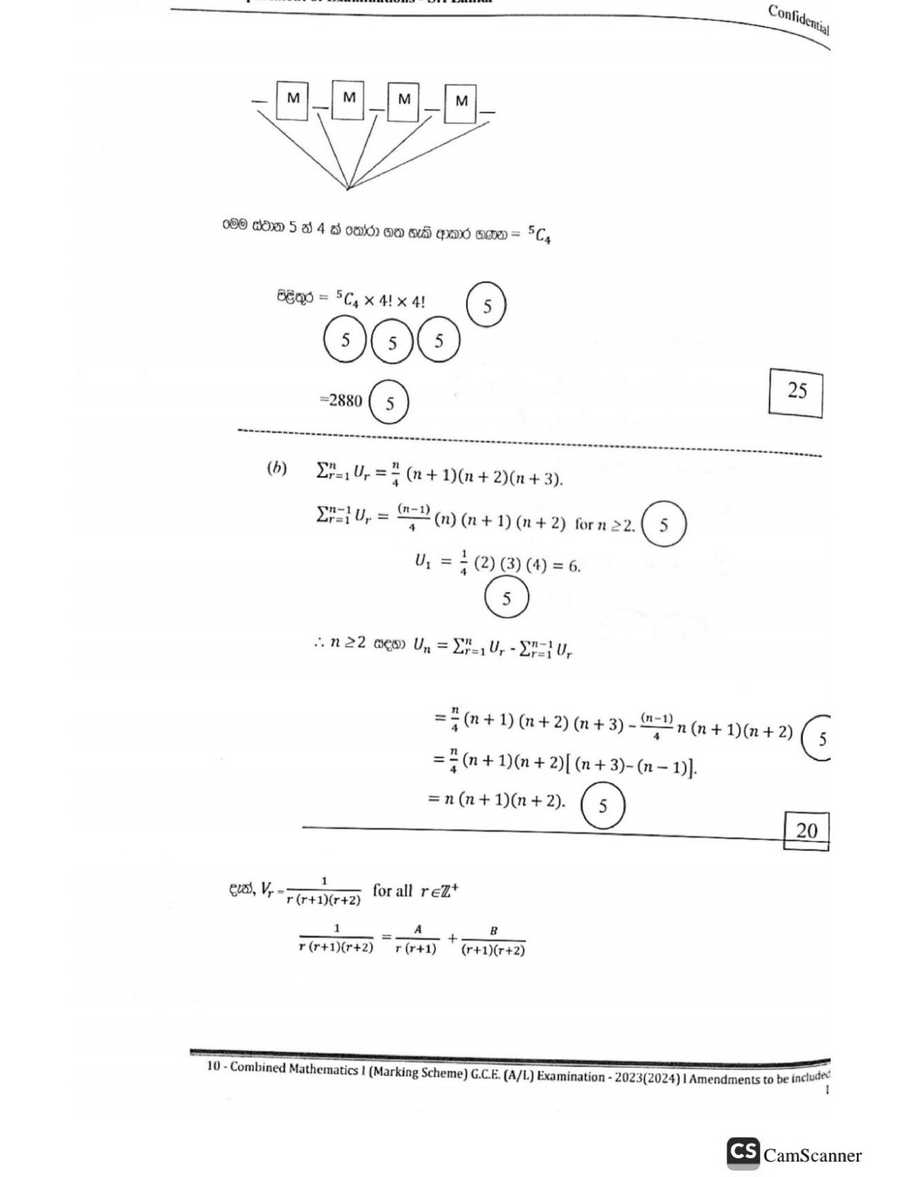 Confidential
M M M M
මෙම ස්ථාන 5 න් 4 ක් තෝරා ගත හැකි ආකාර ගණන = ⁵C₄
පිළිතුර = ⁵C₄ × 4! × 4! 5
5 5 5
=2880 5
25
(b) ∑ⁿᵣ₌₁ Uᵣ = n/4 (n + 1)(n + 2)(n + 3).
∑ⁿ⁻¹ᵣ₌₁ Uᵣ = (n−1)/4 (n) (n + 1) (n + 2) for n ≥2. 5
U₁ = 1/4 (2) (3) (4) = 6.
5
∴ n ≥2 සඳහා Uₙ = ∑ⁿᵣ₌₁ Uᵣ - ∑ⁿ⁻¹ᵣ₌₁ Uᵣ
= n/4 (n + 1) (n + 2) (n + 3) − (n−1)/4 n (n + 1)(n + 2) 5
= n/4 (n + 1)(n + 2)[ (n + 3)− (n − 1)].
= n (n + 1)(n + 2). 5
20
දැන්, Vᵣ = 1/(r (r+1)(r+2)) for all r ∈ ℤ⁺
1/(r (r+1)(r+2)) = A/(r (r+1)) + B/((r+1)(r+2))
10 - Combined Mathematics I (Marking Scheme) G.C.E. (A/L) Examination - 2023(2024) I Amendments to be included
CS CamScanner